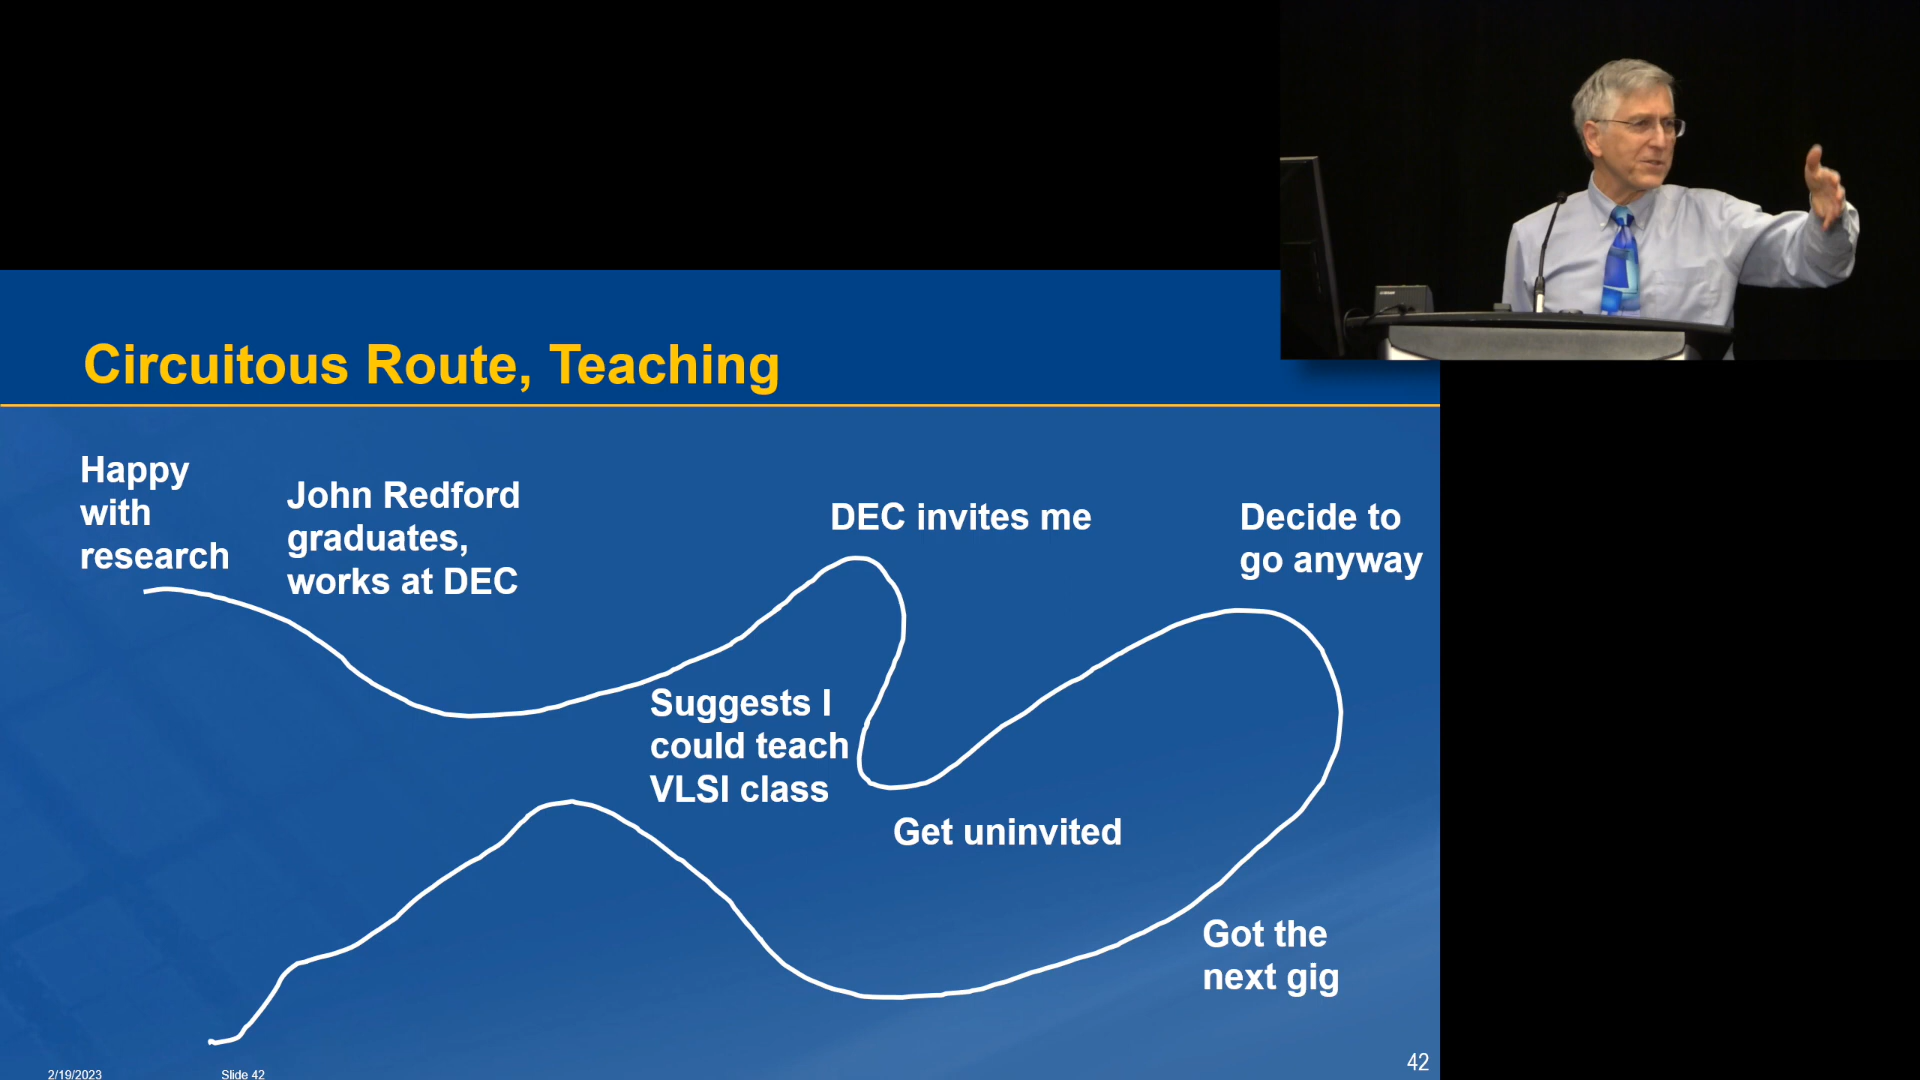 Circuitous Route, Teaching
Happy
with
research
John Redford
graduates,
works at DEC
Suggests I
could teach
VLSI class
DEC invites me
Get uninvited
Decide to
go anyway
Got the
next gig
2/19/2023
Slide 42
42